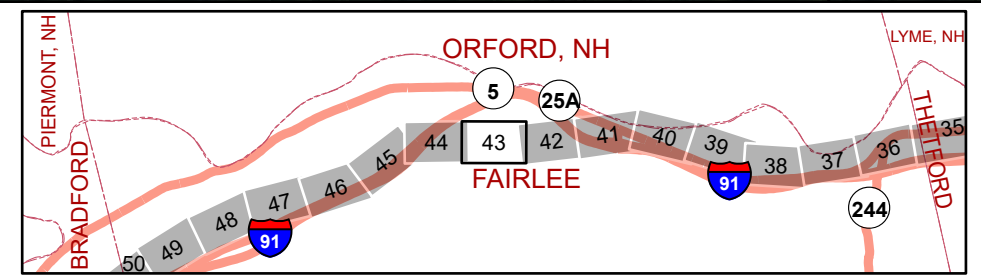 PIERMONT, NH
ORFORD, NH
LYME, NH
5
25A
THETFORD
BRADFORD
50
49
48
47
46
45
44
43
42
41
40
39
38
37
36
35
FAIRLEE
91
91
244